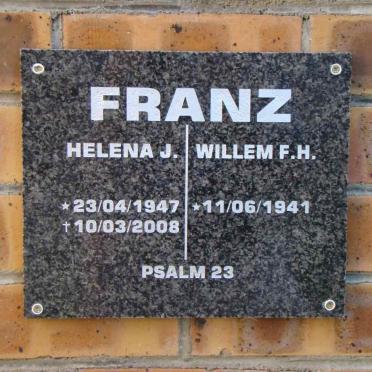 FRANZ
HELENA J. WILLEM F.H.
★23/04/1947 ★11/06/1941
†10/03/2008
PSALM 23